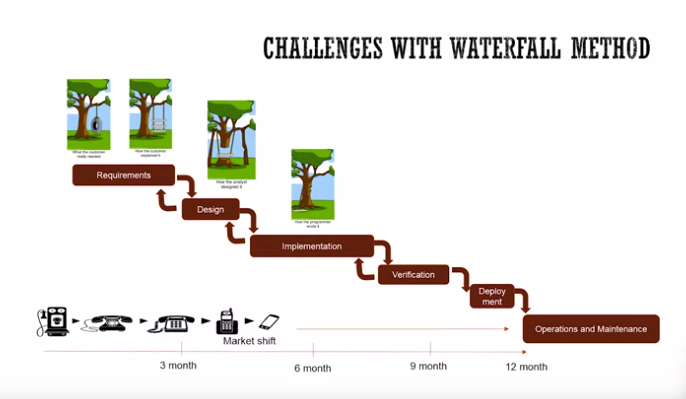 CHALLENGES WITH WATERFALL METHOD
What the customer
really needed
How the customer
explained it
How the analyst
designed it
How the programmer
wrote it
Requirements
Design
Implementation
Verification
Deploy
ment
Operations and Maintenance
Market shift
3 month
6 month
9 month
12 month